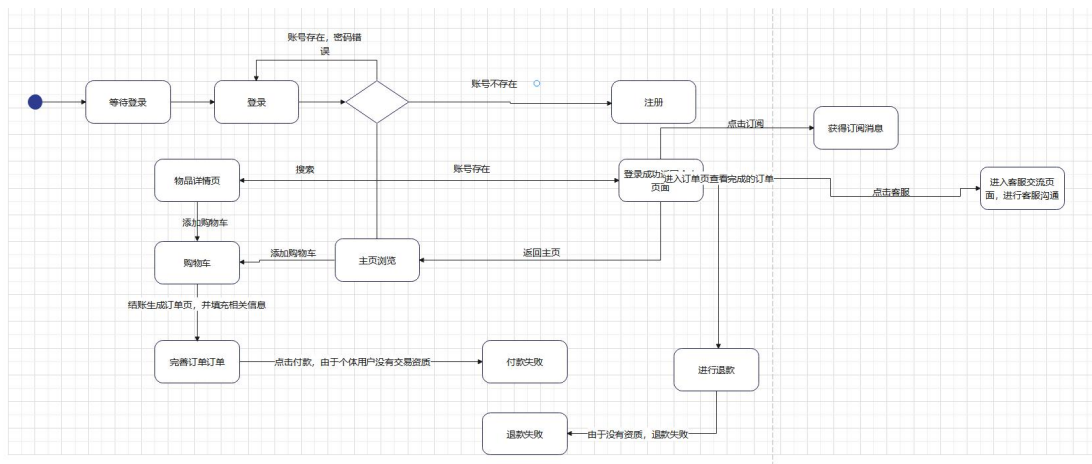 账号存在，密码错
误
账号不存在
等待登录
登录
注册
点击订阅
获得订阅消息
物品详情页
搜索
账号存在
登录成功
页面
进入订单页查看完成的订单
点击客服
进入客服交流页
面，进行客服沟通
添加购物车
购物车
添加购物车
主页浏览
返回主页
结账生成订单页，并填充相关信息
完善订单订单
点击付款，由于个体用户没有交易资质
付款失败
进行退款
退款失败
由于没有资质，退款失败